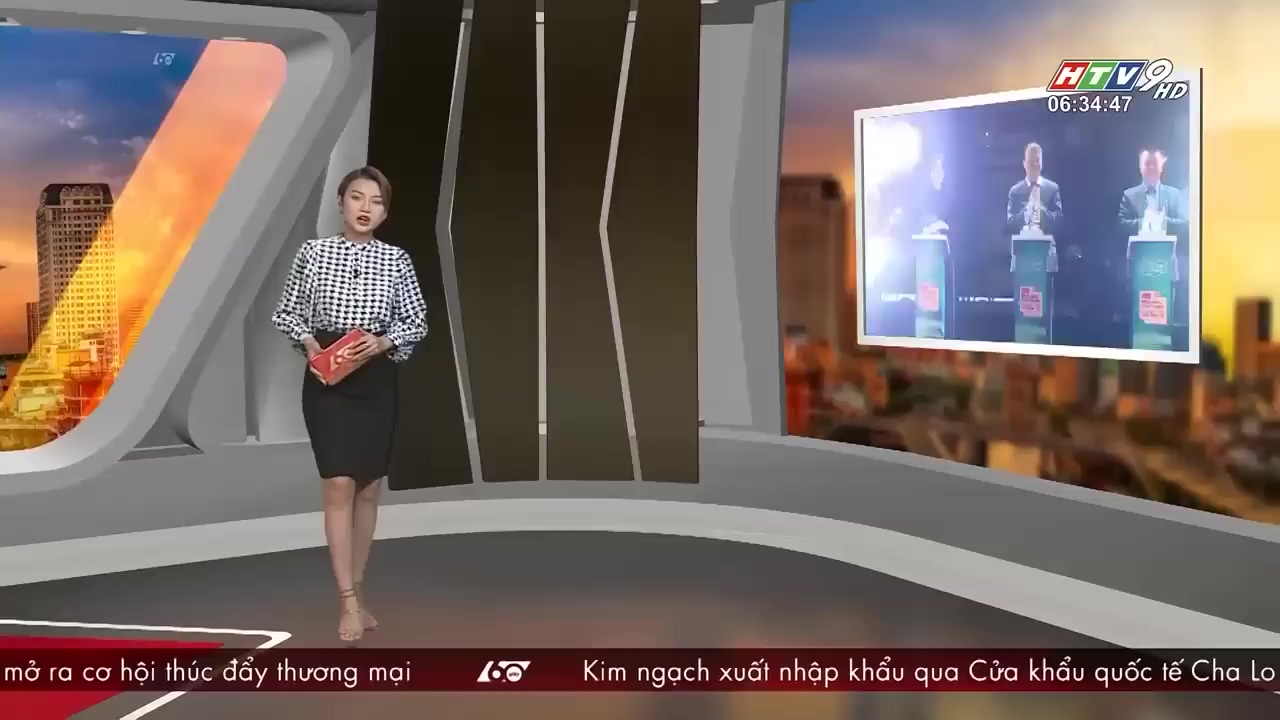 HTV9
HD
06:34:47
mở ra cơ hội thúc đẩy thương mại
60
Kim ngạch xuất nhập khẩu qua Cửa khẩu quốc tế Cha Lo